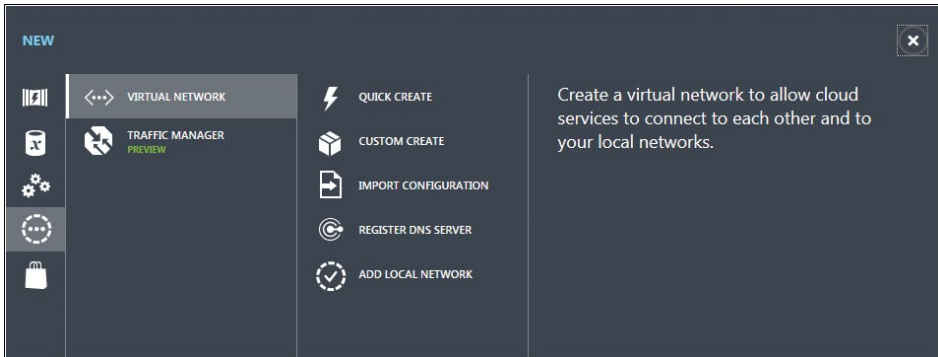 NEW
VIRTUAL NETWORK
TRAFFIC MANAGER
PREVIEW
QUICK CREATE
CUSTOM CREATE
IMPORT CONFIGURATION
REGISTER DNS SERVER
ADD LOCAL NETWORK
Create a virtual network to allow cloud
services to connect to each other and to
your local networks.